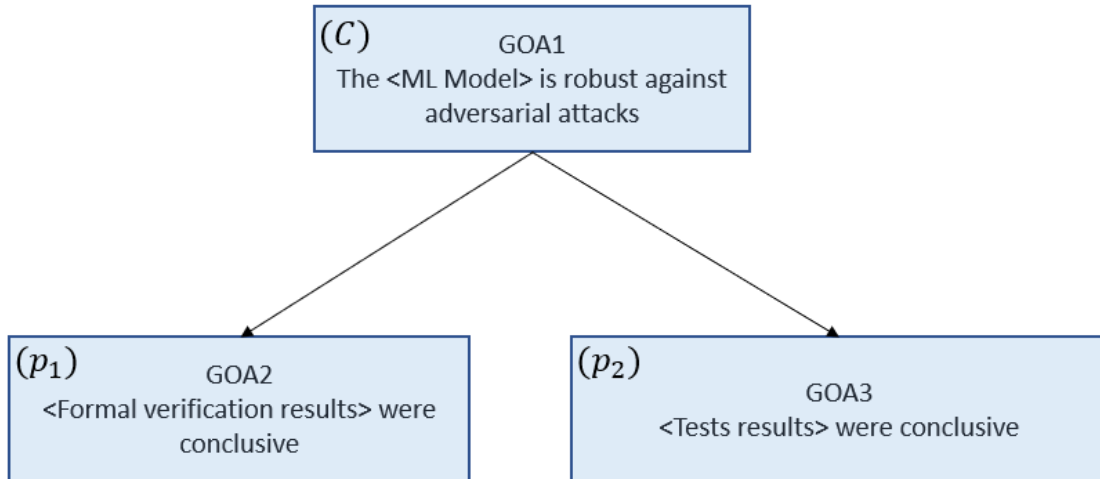 (C)
GOA1
The <ML Model> is robust against
adversarial attacks
(p₁)
GOA2
<Formal verification results> were
conclusive
(p₂)
GOA3
<Tests results> were conclusive